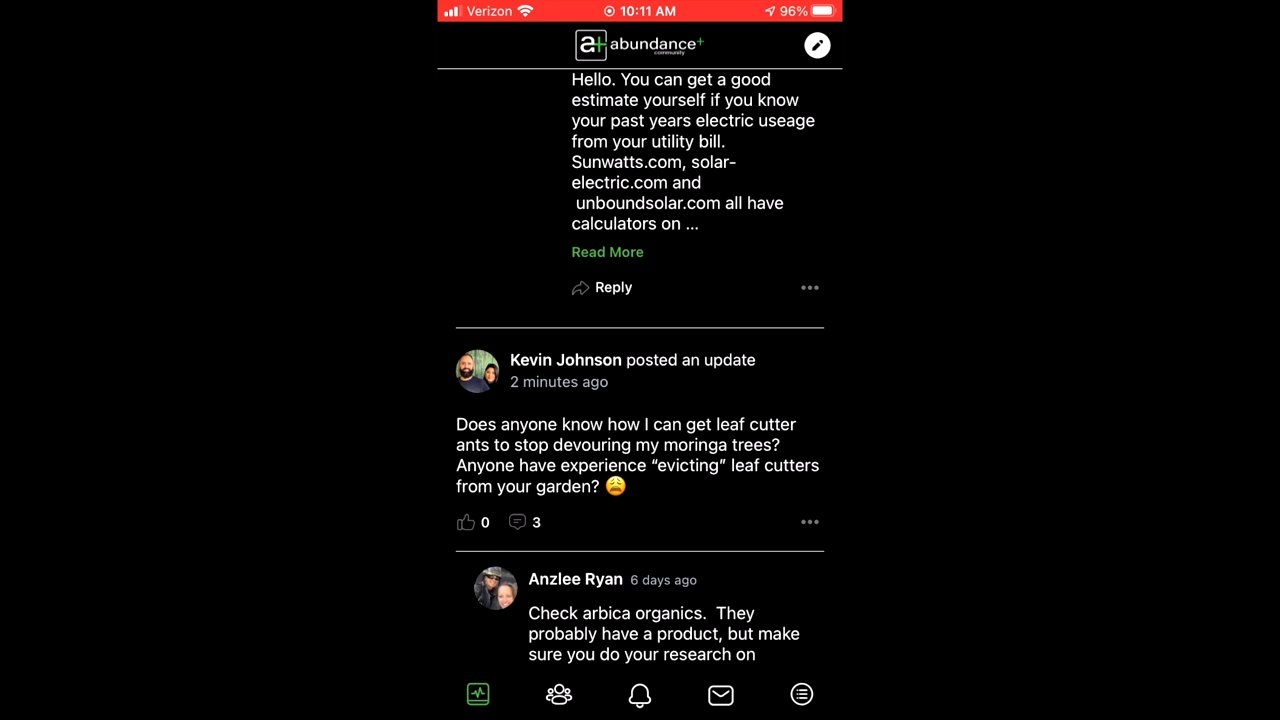 Verizon 10:11 AM 96%
a+ abundance+
community
Hello. You can get a good
estimate yourself if you know
your past years electric useage
from your utility bill.
Sunwatts.com, solar-
electric.com and
unboundsolar.com all have
calculators on ...
Read More
Reply
Kevin Johnson posted an update
2 minutes ago
Does anyone know how I can get leaf cutter
ants to stop devouring my moringa trees?
Anyone have experience “evicting” leaf cutters
from your garden? 😩
0 3
Anzlee Ryan 6 days ago
Check arbica organics. They
probably have a product, but make
sure you do your research on